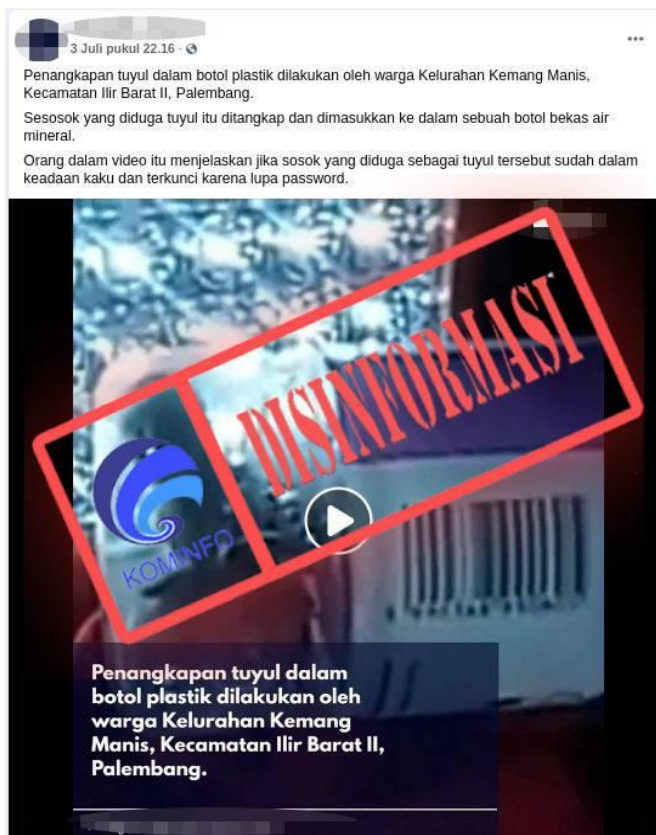 3 Juli pukul 22.16 ·
Penangkapan tuyul dalam botol plastik dilakukan oleh warga Kelurahan Kemang Manis,
Kecamatan Ilir Barat II, Palembang.
Sesosok yang diduga tuyul itu ditangkap dan dimasukkan ke dalam sebuah botol bekas air
mineral.
Orang dalam video itu menjelaskan jika sosok yang diduga sebagai tuyul tersebut sudah dalam
keadaan kaku dan terkunci karena lupa password.
DISINFORMASI
KOMINFO
Penangkapan tuyul dalam
botol plastik dilakukan oleh
warga Kelurahan Kemang
Manis, Kecamatan Ilir Barat II,
Palembang.